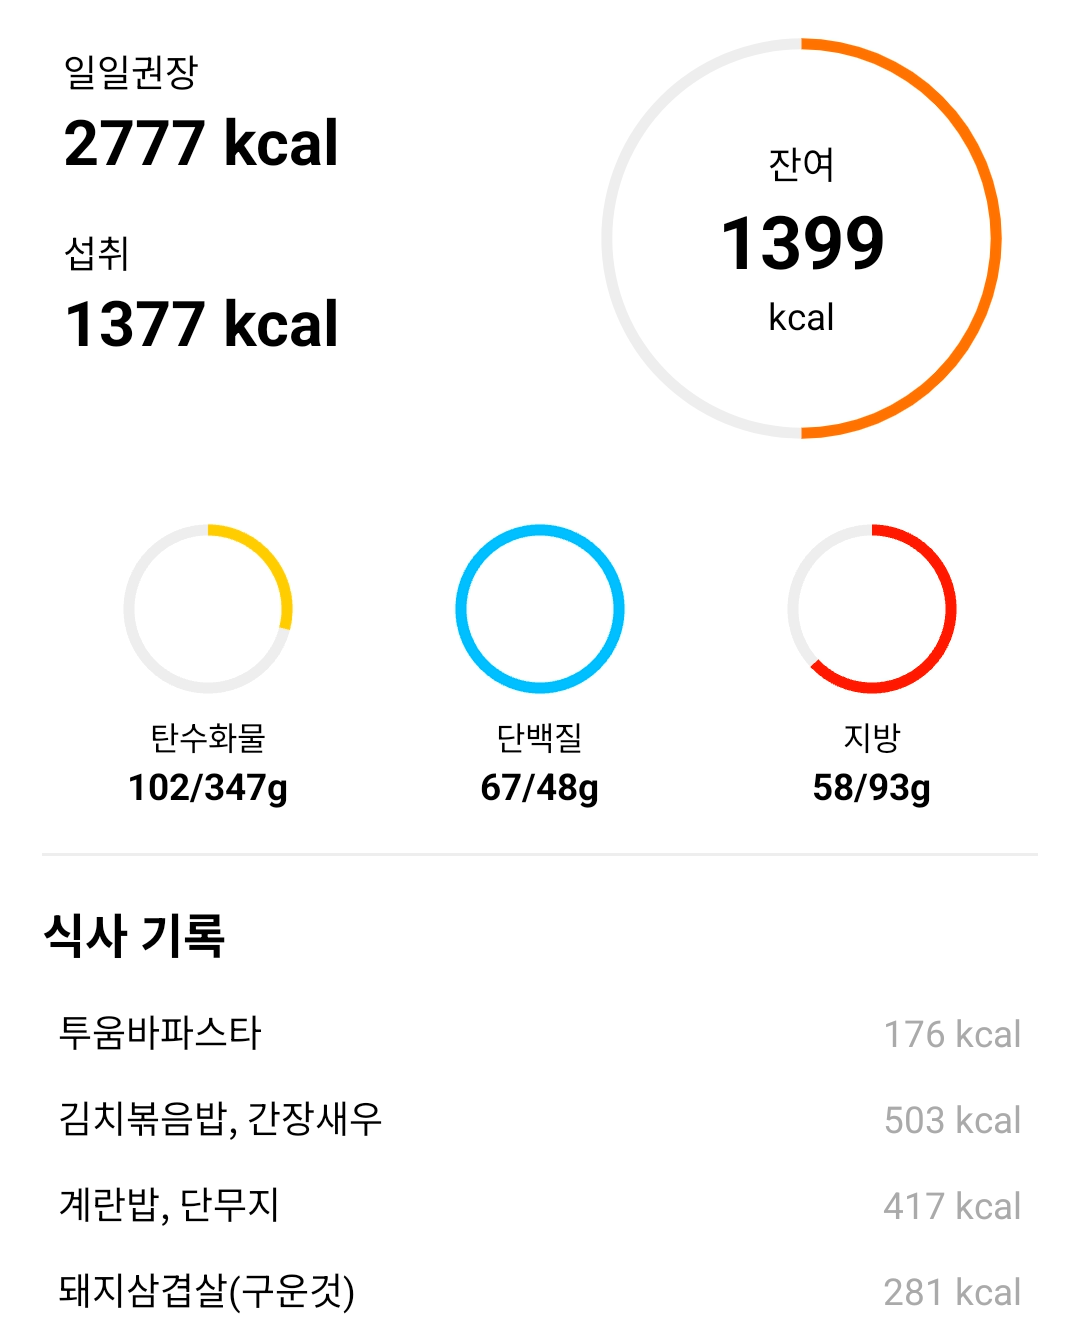 일일권장
2777 kcal
섭취
1377 kcal
잔여
1399
kcal
탄수화물
102/347g
단백질
67/48g
지방
58/93g
식사 기록
투움바파스타 176 kcal
김치볶음밥, 간장새우 503 kcal
계란밥, 단무지 417 kcal
돼지삼겹살(구운것) 281 kcal